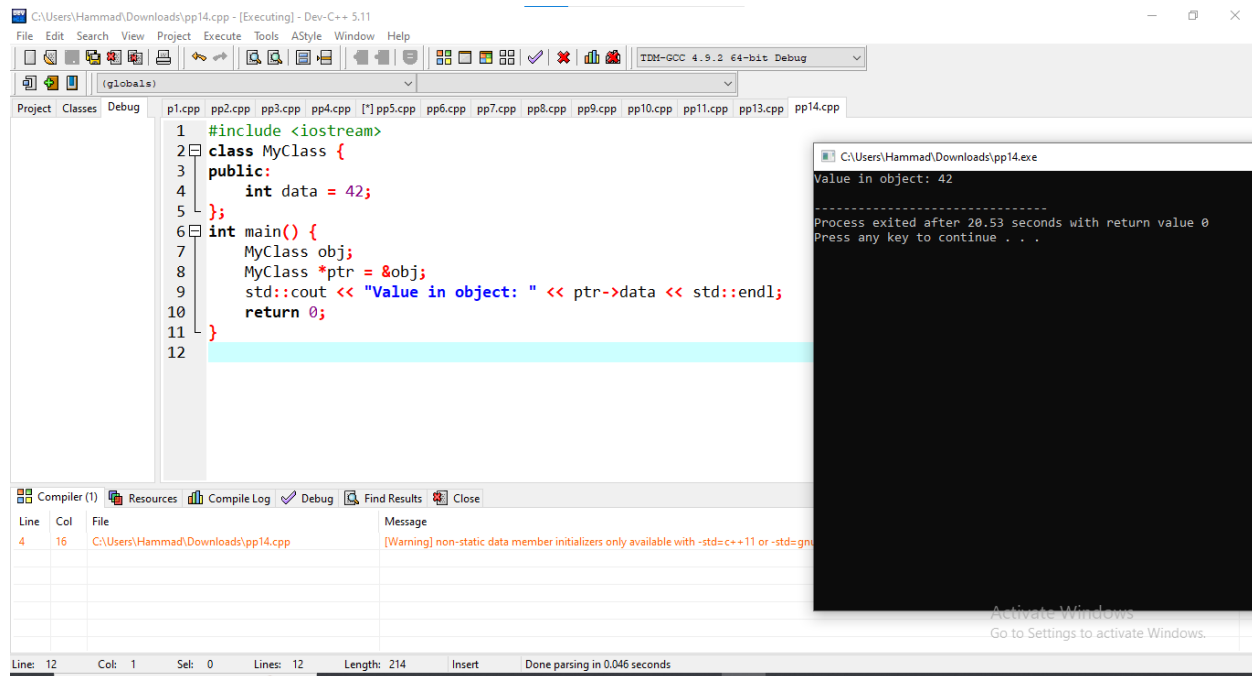 C:\Users\Hammad\Downloads\pp14.cpp - [Executing] - Dev-C++ 5.11
File Edit Search View Project Execute Tools AStyle Window Help
TDM-GCC 4.9.2 64-bit Debug
(globals)
Project Classes Debug
p1.cpp pp2.cpp pp3.cpp pp4.cpp [*] pp5.cpp pp6.cpp pp7.cpp pp8.cpp pp9.cpp pp10.cpp pp11.cpp pp13.cpp pp14.cpp
1 #include <iostream>
2 class MyClass {
3 public:
4 int data = 42;
5 };
6 int main() {
7 MyClass obj;
8 MyClass *ptr = &obj;
9 std::cout << "Value in object: " << ptr->data << std::endl;
10 return 0;
11 }
12
C:\Users\Hammad\Downloads\pp14.exe
Value in object: 42
--------------------------------
Process exited after 20.53 seconds with return value 0
Press any key to continue . . .
Compiler (1) Resources Compile Log Debug Find Results Close
Line Col File Message
4 16 C:\Users\Hammad\Downloads\pp14.cpp [Warning] non-static data member initializers only available with -std=c++11 or -std=gnu
Activate Windows
Go to Settings to activate Windows.
Line: 12 Col: 1 Sel: 0 Lines: 12 Length: 214 Insert Done parsing in 0.046 seconds